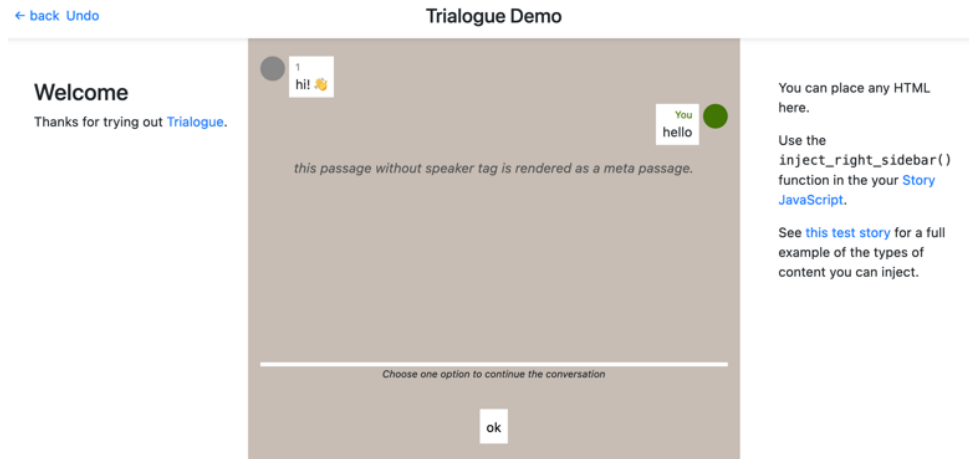 ← back Undo
Trialogue Demo
Welcome
Thanks for trying out Trialogue.
1
hi! 👋
You
hello
this passage without speaker tag is rendered as a meta passage.
Choose one option to continue the conversation
ok
You can place any HTML
here.
Use the
inject_right_sidebar()
function in the your Story
JavaScript.
See this test story for a full
example of the types of
content you can inject.